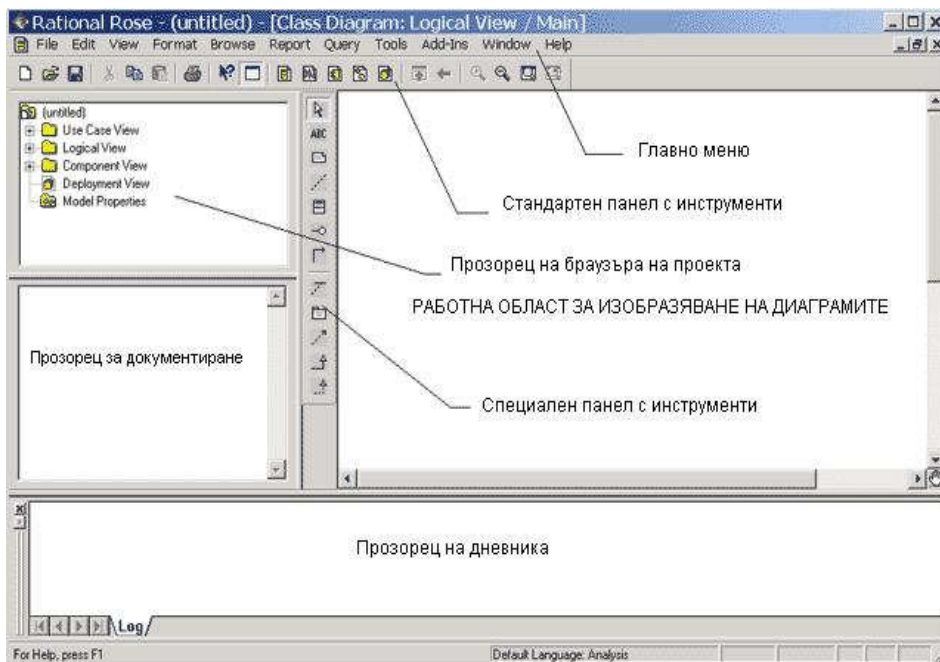 Rational Rose - (untitled) - [Class Diagram: Logical View / Main]
File Edit View Format Browse Report Query Tools Add-Ins Window Help
(untitled)
Use Case View
Logical View
Component View
Deployment View
Model Properties
ABC
Главно меню
Стандартен панел с инструменти
Прозорец на браузъра на проекта
РАБОТНА ОБЛАСТ ЗА ИЗОБРАЗЯВАНЕ НА ДИАГРАМИТЕ
Прозорец за документиране
Специален панел с инструменти
Прозорец на дневника
Log
For Help, press F1
Default Language: Analysis